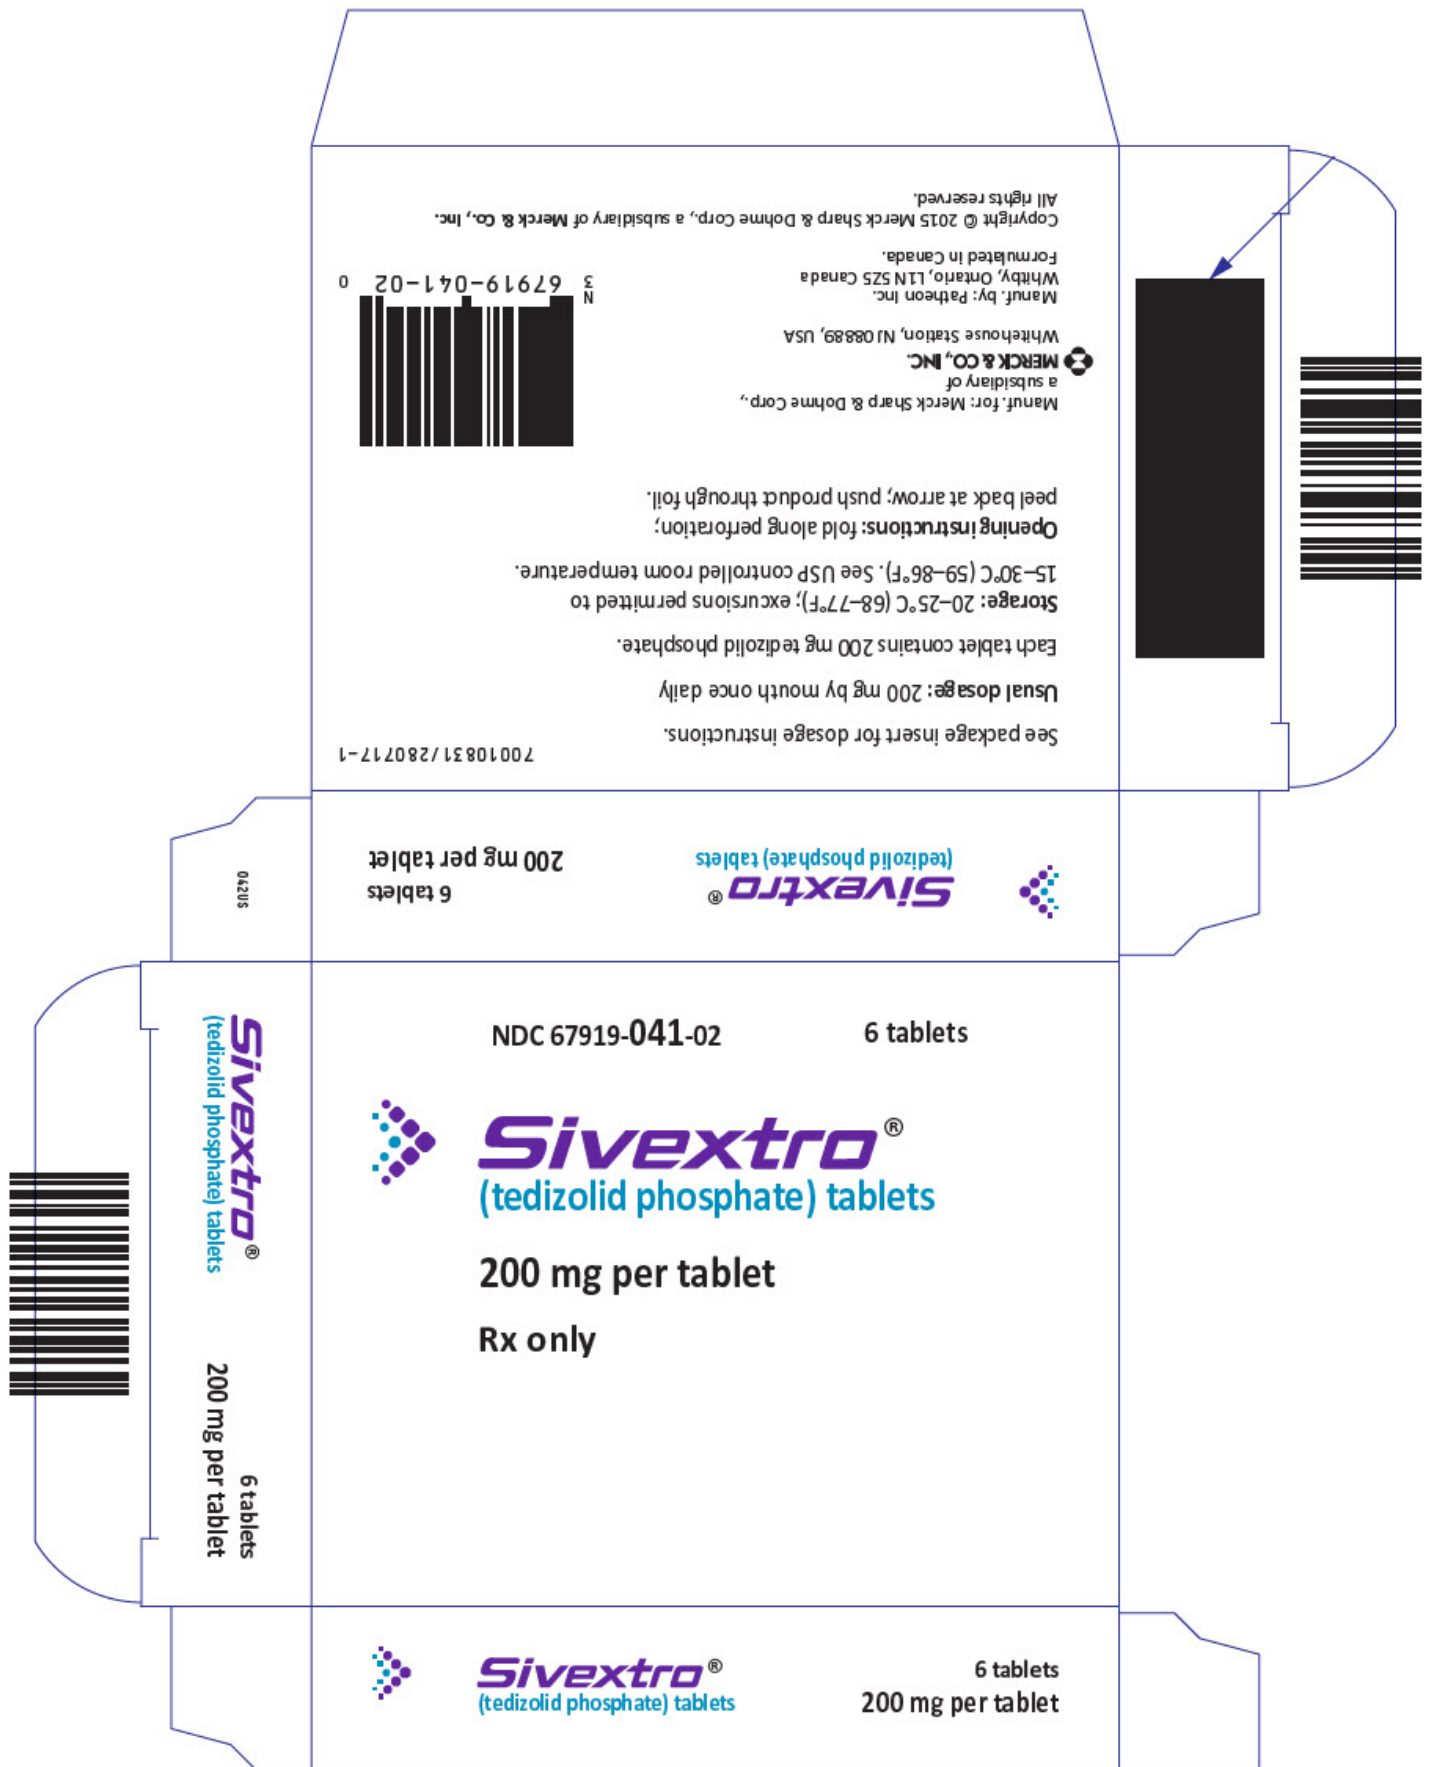 See package insert for dosage instructions.
70010831/280717-1
Usual dosage: 200 mg by mouth once daily
Each tablet contains 200 mg tedizolid phosphate.
Storage: 20–25°C (68–77°F); excursions permitted to
15–30°C (59–86°F). See USP controlled room temperature.
Opening instructions: fold along perforation;
peel back at arrow; push product through foil.
Manuf. for: Merck Sharp & Dohme Corp.,
a subsidiary of
MERCK & CO., INC.
Whitehouse Station, NJ 08889, USA
Manuf. by: Patheon Inc.
Whitby, Ontario, L1N 5Z5 Canada
Formulated in Canada.
N
3 67919-041-02 0
Copyright © 2015 Merck Sharp & Dohme Corp., a subsidiary of Merck & Co., Inc.
All rights reserved.
Sivextro®
(tedizolid phosphate) tablets
6 tablets
200 mg per tablet
042US
Sivextro®
(tedizolid phosphate) tablets
6 tablets
200 mg per tablet
NDC 67919-041-02 6 tablets
Sivextro®
(tedizolid phosphate) tablets
200 mg per tablet
Rx only
Sivextro®
(tedizolid phosphate) tablets
6 tablets
200 mg per tablet